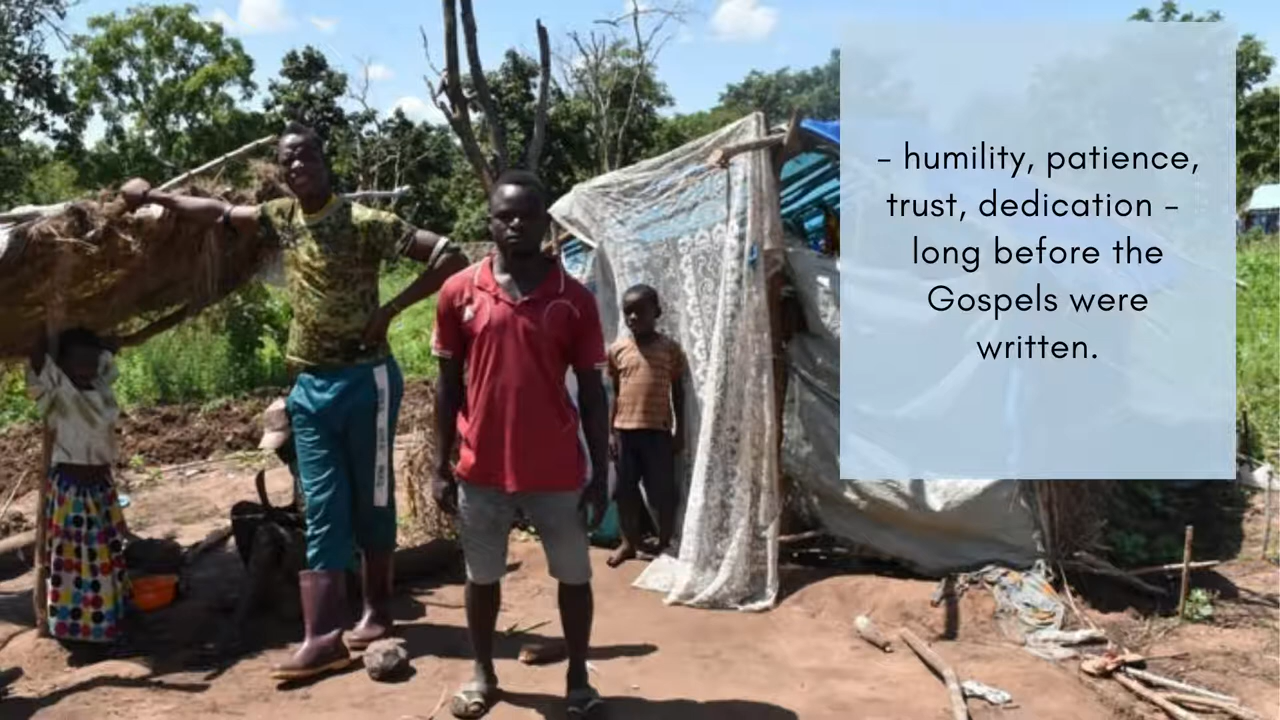 - humility, patience,
trust, dedication -
long before the
Gospels were
written.